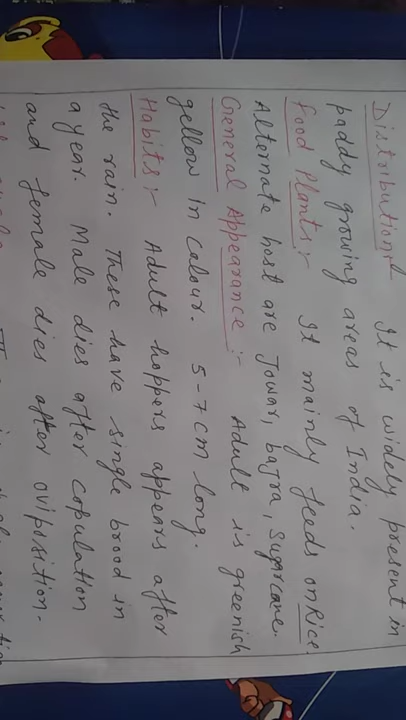 Distribution:- It is widely present in
paddy growing areas of India.
Food Plants:- It mainly feeds on Rice.
Alternate host are Jowar, bajra, Sugarcane.
General Appearance:- Adult is greenish
yellow in colour. 5-7cm long.
Habits:- Adult hoppers appears after
the rain. These have single brood in
a year. Male dies after copulation
and female dies after oviposition.